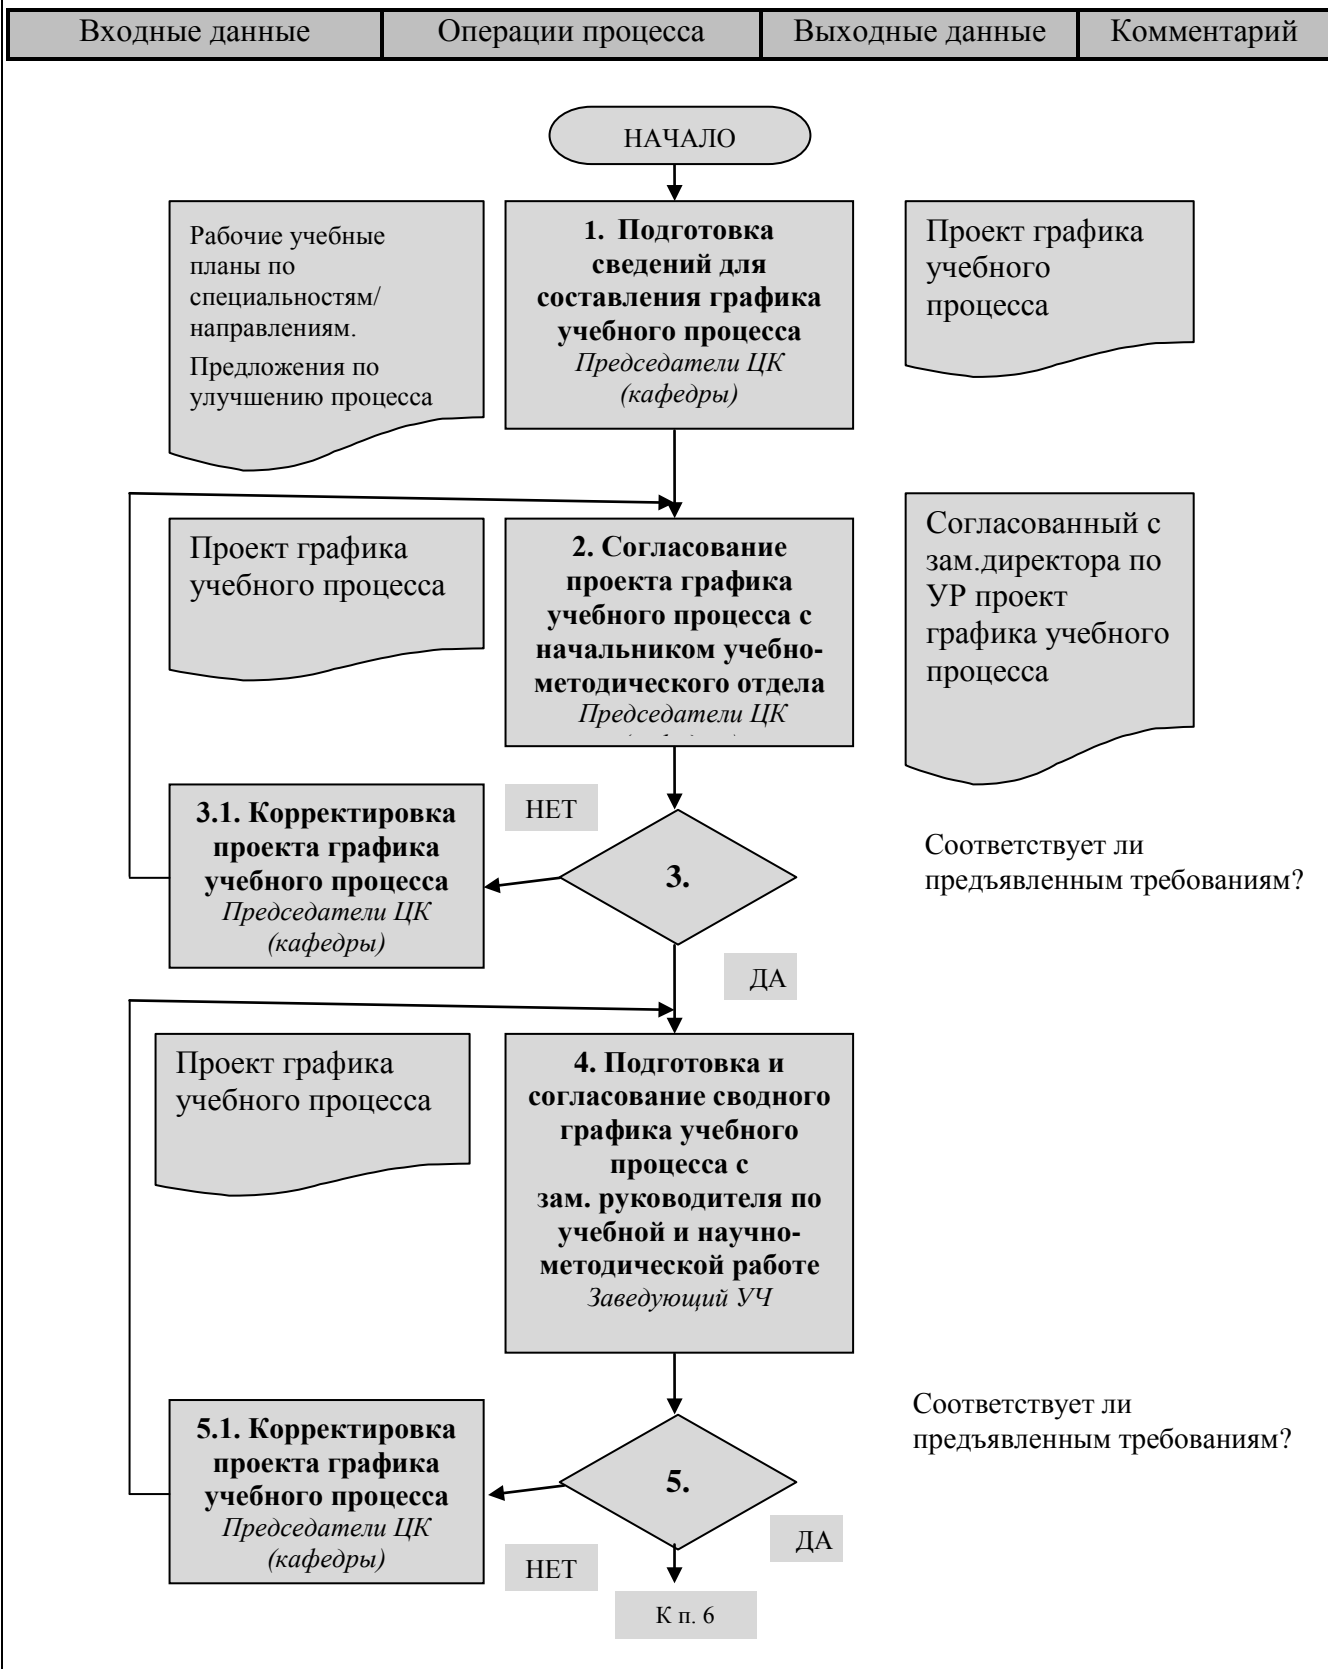 Входные данные
Операции процесса
Выходные данные
Комментарий
НАЧАЛО
Рабочие учебные
планы по
специальностям/
направлениям.
Предложения по
улучшению процесса
1. Подготовка
сведений для
составления графика
учебного процесса
Председатели ЦК
(кафедры)
Проект графика
учебного
процесса
Проект графика
учебного процесса
2. Согласование
проекта графика
учебного процесса с
начальником учебно-
методического отдела
Председатели ЦК
Согласованный с
зам.директора по
УР проект
графика учебного
процесса
3.1. Корректировка
проекта графика
учебного процесса
Председатели ЦК
(кафедры)
НЕТ
3.
Соответствует ли
предъявленным требованиям?
ДА
Проект графика
учебного процесса
4. Подготовка и
согласование сводного
графика учебного
процесса с
зам. руководителя по
учебной и научно-
методической работе
Заведующий УЧ
5.1. Корректировка
проекта графика
учебного процесса
Председатели ЦК
(кафедры)
5.
Соответствует ли
предъявленным требованиям?
НЕТ
ДА
К п. 6